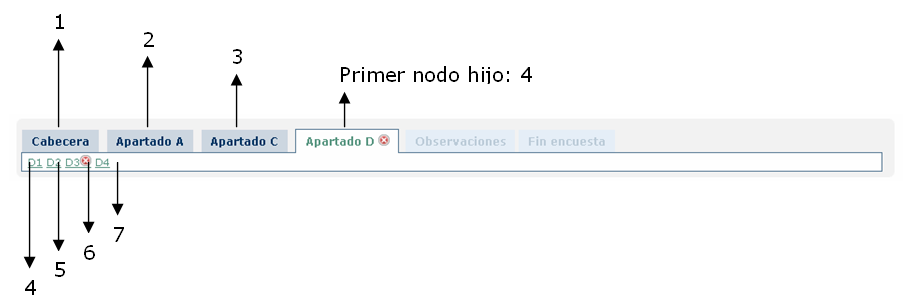 1
2
3
Primer nodo hijo: 4
Cabecera Apartado A Apartado C Apartado D Observaciones Fin encuesta
D1 D2 D3 D4
7
6
5
4